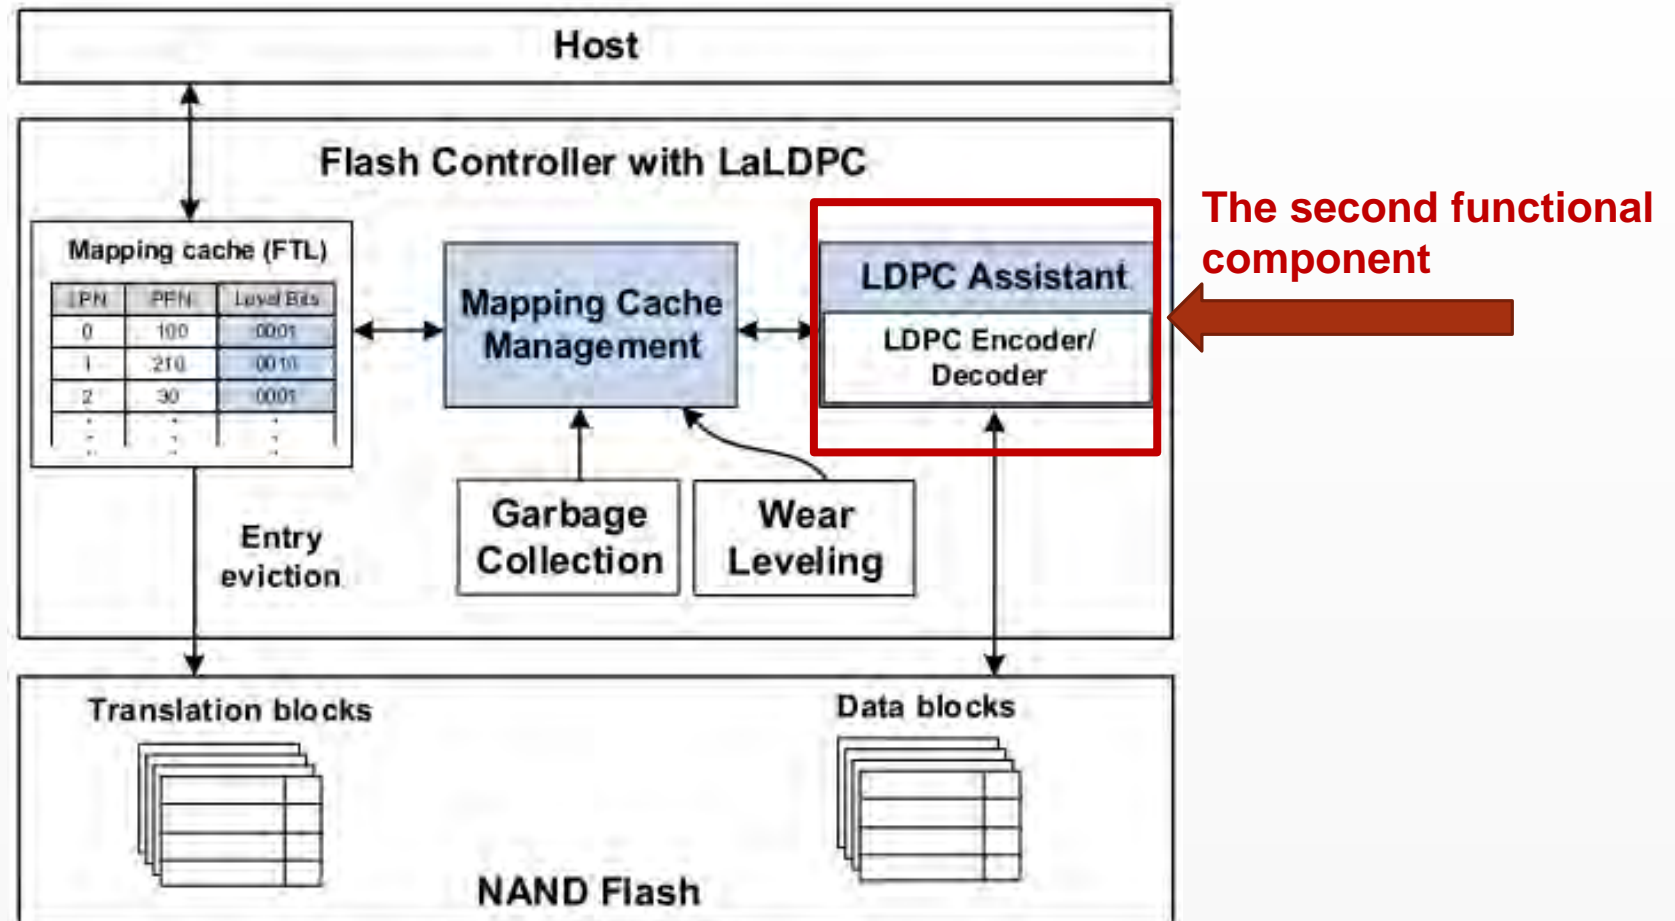 Host
Flash Controller with LaLDPC
The second functional
component
Mapping cache (FTL)
LPN PPN Level Bits
0 100 0001
1 210 0010
2 30 0001
Mapping Cache
Management
LDPC Assistant
LDPC Encoder/
Decoder
Garbage
Collection
Wear
Leveling
Entry
eviction
Translation blocks
Data blocks
NAND Flash